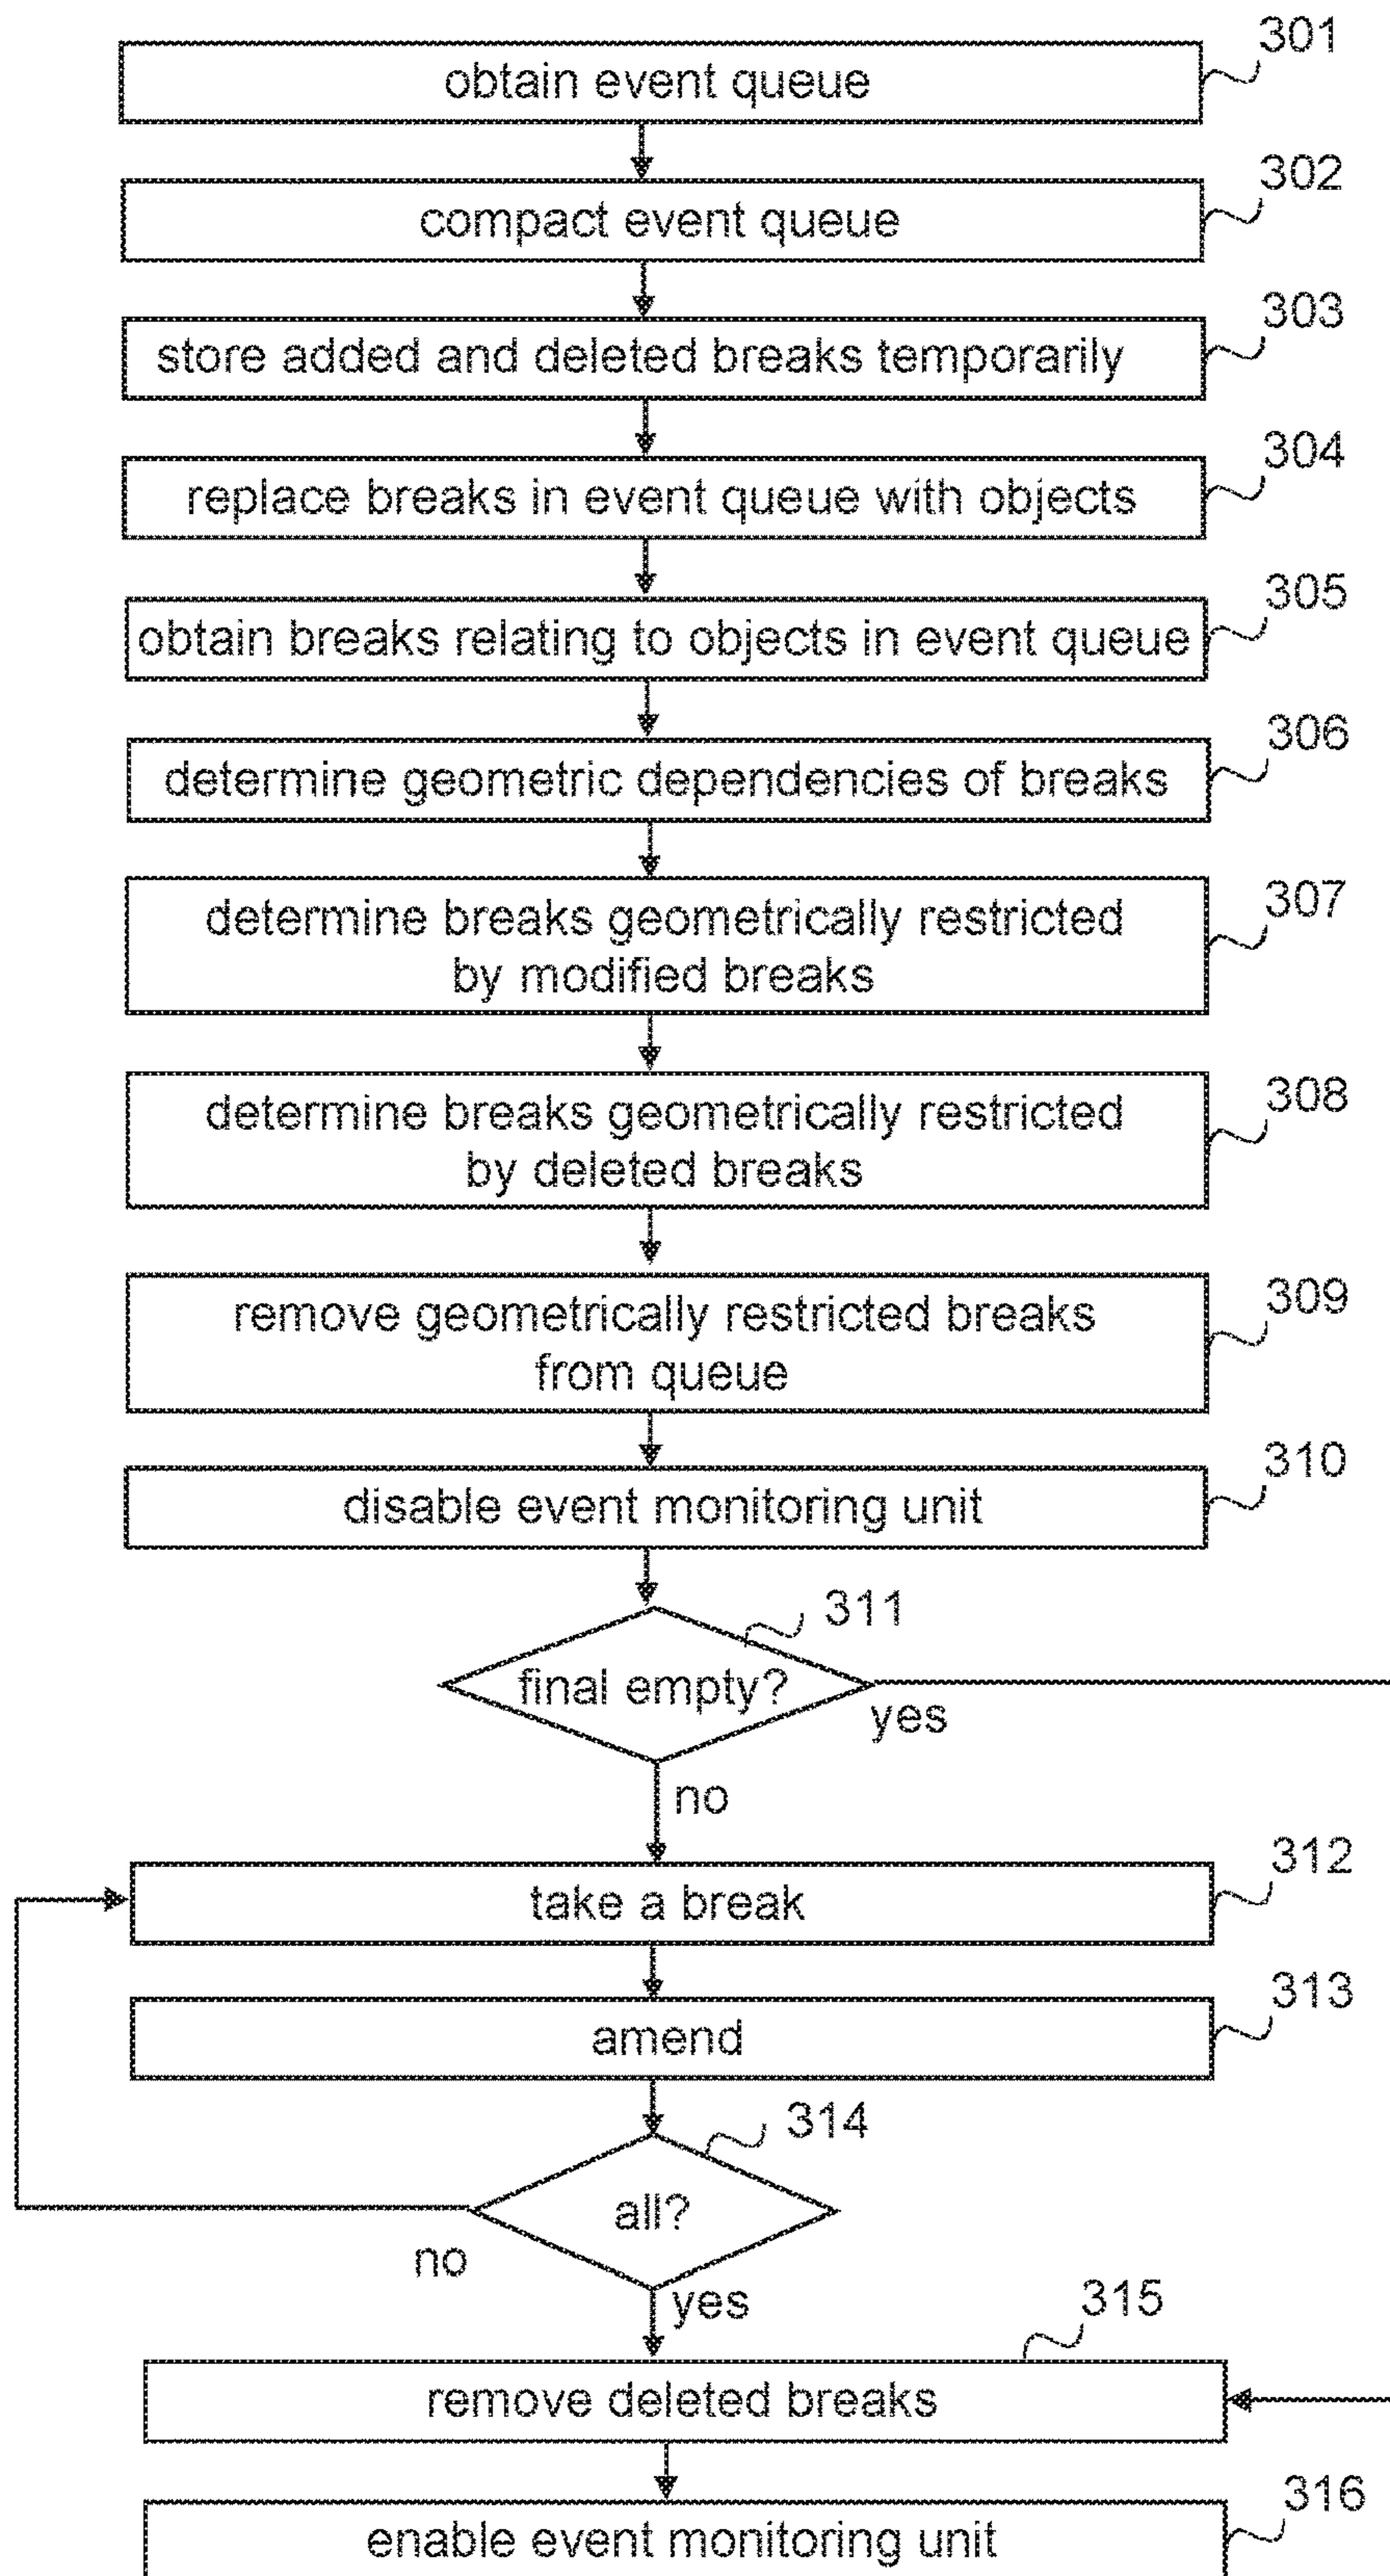 301
obtain event queue
302
compact event queue
303
store added and deleted breaks temporarily
304
replace breaks in event queue with objects
305
obtain breaks relating to objects in event queue
306
determine geometric dependencies of breaks
307
determine breaks geometrically restricted
by modified breaks
308
determine breaks geometrically restricted
by deleted breaks
309
remove geometrically restricted breaks
from queue
310
disable event monitoring unit
311
final empty?
yes
no
312
take a break
313
amend
314
all?
no
yes
315
remove deleted breaks
316
enable event monitoring unit